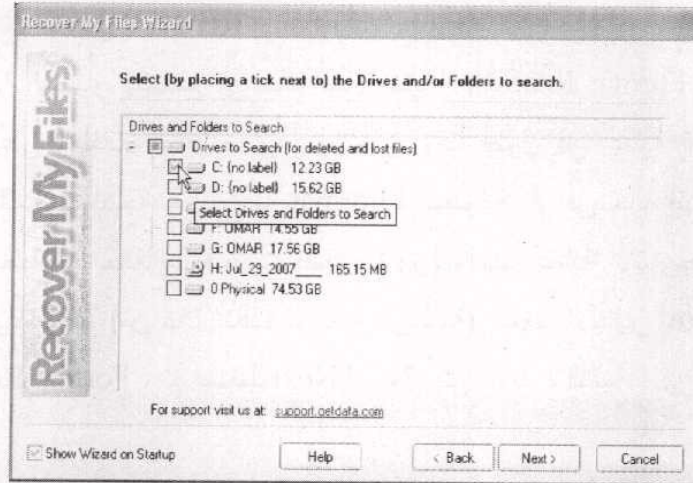 Recover My Files Wizard
Recover My Files
Select (by placing a tick next to) the Drives and/or Folders to search.
Drives and Folders to Search
Drives to Search (for deleted and lost files)
C: (no label) 12.23 GB
D: (no label) 15.62 GB
Select Drives and Folders to Search
F: OMAR 14.55 GB
G: OMAR 17.56 GB
H: Jul_29_2007____ 165.15 MB
0 Physical 74.53 GB
For support visit us at: support.getdata.com
Show Wizard on Startup
Help
< Back
Next >
Cancel